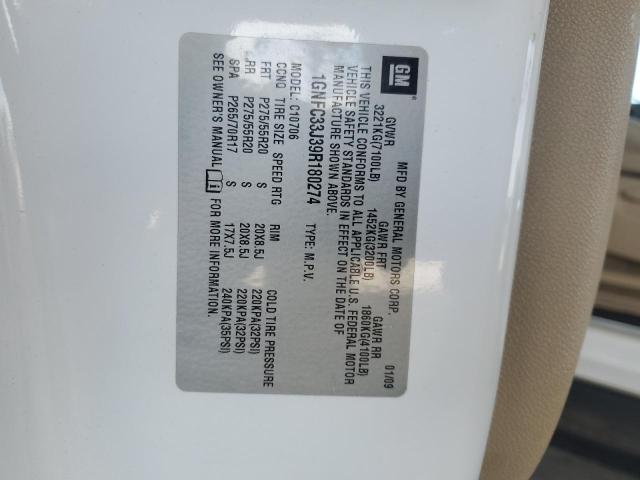 GM
MFD BY GENERAL MOTORS CORP. 01/09
GVWR GAWR FRT GAWR RR
3221KG(7100LB) 1452KG(3200LB) 1860KG(4100LB)
THIS VEHICLE CONFORMS TO ALL APPLICABLE U.S. FEDERAL MOTOR
VEHICLE SAFETY STANDARDS IN EFFECT ON THE DATE OF
MANUFACTURE SHOWN ABOVE.
1GNFC33J39R180274 TYPE: M.P.V.
MODEL: C10706
CCNG TIRE SIZE SPEED RTG RIM COLD TIRE PRESSURE
FRT P275/55R20 S 20X8.5J 220KPA(32PSI)
RR P275/55R20 S 20X8.5J 220KPA(32PSI)
SPA P265/70R17 S 17X7.5J 240KPA(35PSI)
SEE OWNER'S MANUAL FOR MORE INFORMATION.